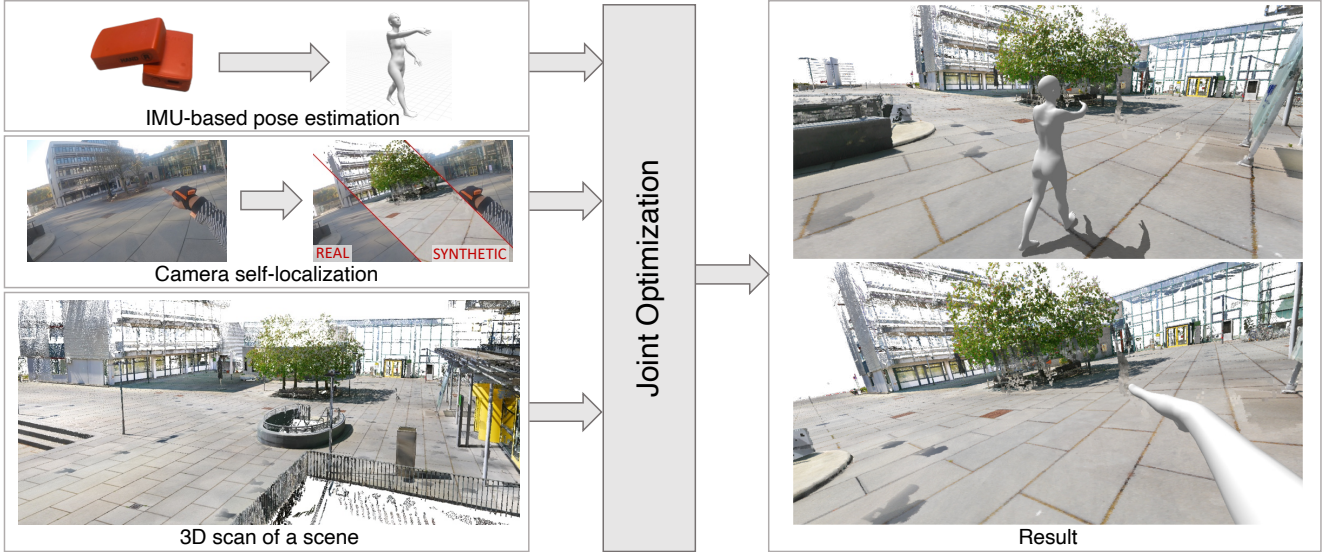 IMU-based pose estimation
REAL
SYNTHETIC
Camera self-localization
3D scan of a scene
Joint Optimization
Result